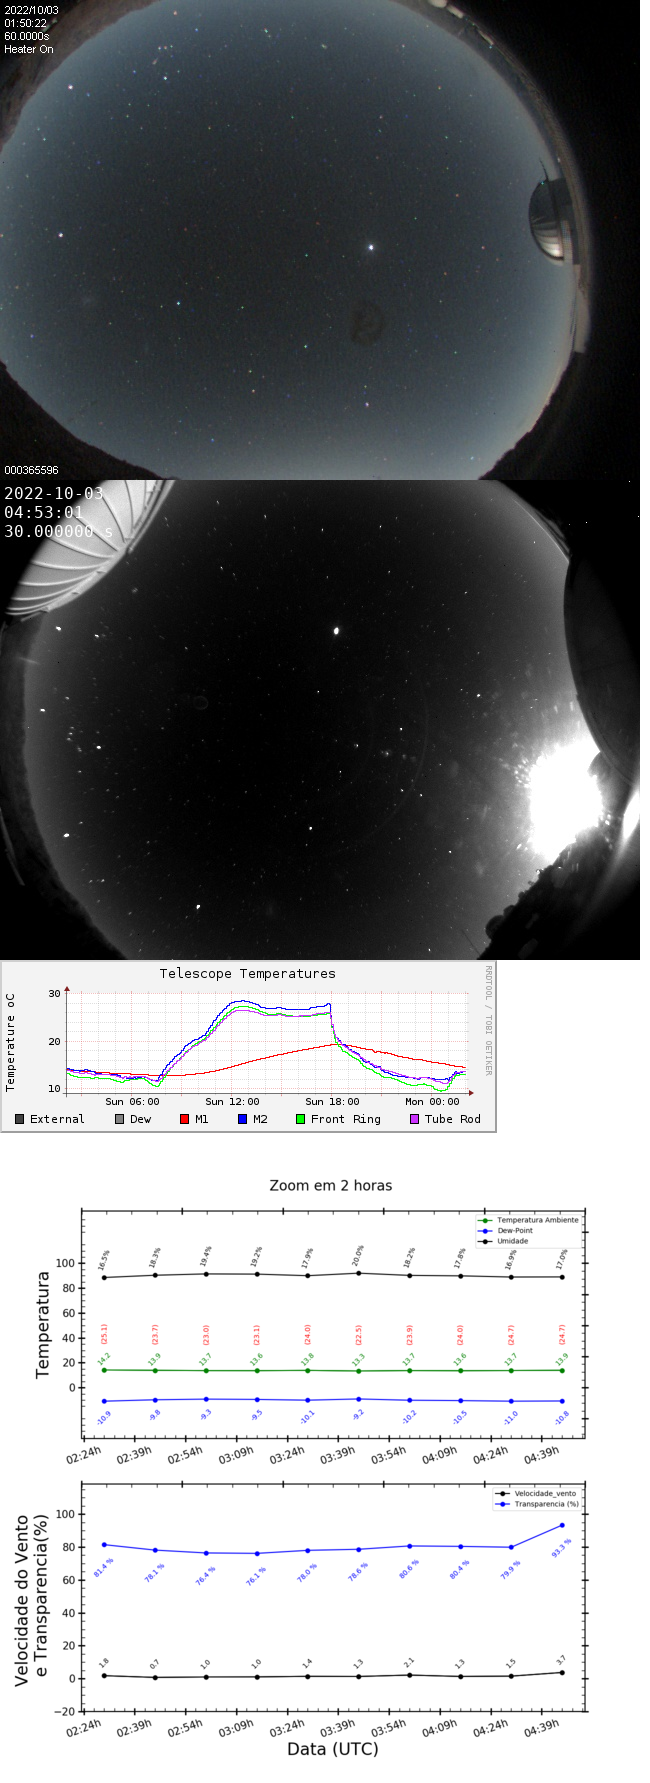 2022/10/03
01:50:22
60.0000s
Heater On
000365596
2022-10-03
04:53:01
30.000000 s
Telescope Temperatures
RRDTOOL / TOBI OETIKER
Temperature oC
30
20
10
Sun 06:00 Sun 12:00 Sun 18:00 Mon 00:00
External Dew M1 M2 Front Ring Tube Rod
Zoom em 2 horas
Temperatura Ambiente
Dew-Point
Umidade
Temperatura
100
80
60
40
20
0
16.5% 18.3% 19.4% 19.2% 17.9% 20.0% 18.2% 17.8% 16.9% 17.0%
(25.1) (23.7) (23.0) (23.1) (24.0) (22.5) (23.9) (24.0) (24.7) (24.7)
14.2 13.9 13.7 13.6 13.8 13.3 13.7 13.6 13.7 13.9
-10.9 -9.8 -9.3 -9.5 -10.1 -9.2 -10.2 -10.5 -11.0 -10.8
02:24h 02:39h 02:54h 03:09h 03:24h 03:39h 03:54h 04:09h 04:24h 04:39h
Velocidade_vento
Transparencia (%)
Velocidade do Vento
e Transparencia(%)
100
80
60
40
20
0
−20
81.4 % 78.1 % 76.4 % 76.1 % 78.0 % 78.6 % 80.6 % 80.4 % 79.9 % 93.3 %
1.8 0.7 1.0 1.0 1.4 1.3 2.1 1.3 1.5 3.7
02:24h 02:39h 02:54h 03:09h 03:24h 03:39h 03:54h 04:09h 04:24h 04:39h
Data (UTC)